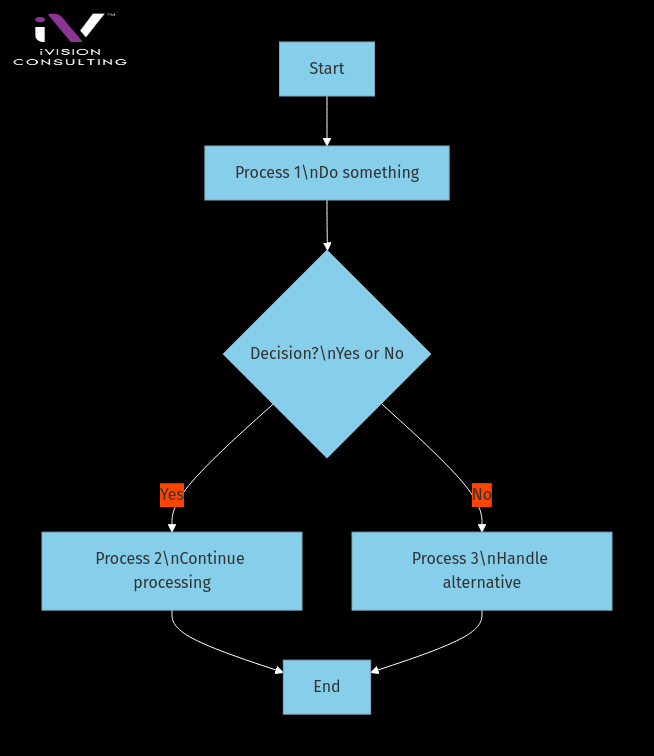 iV™
iVISION
CONSULTING
Start
Process 1\nDo something
Decision?\nYes or No
Yes
No
Process 2\nContinue
processing
Process 3\nHandle
alternative
End